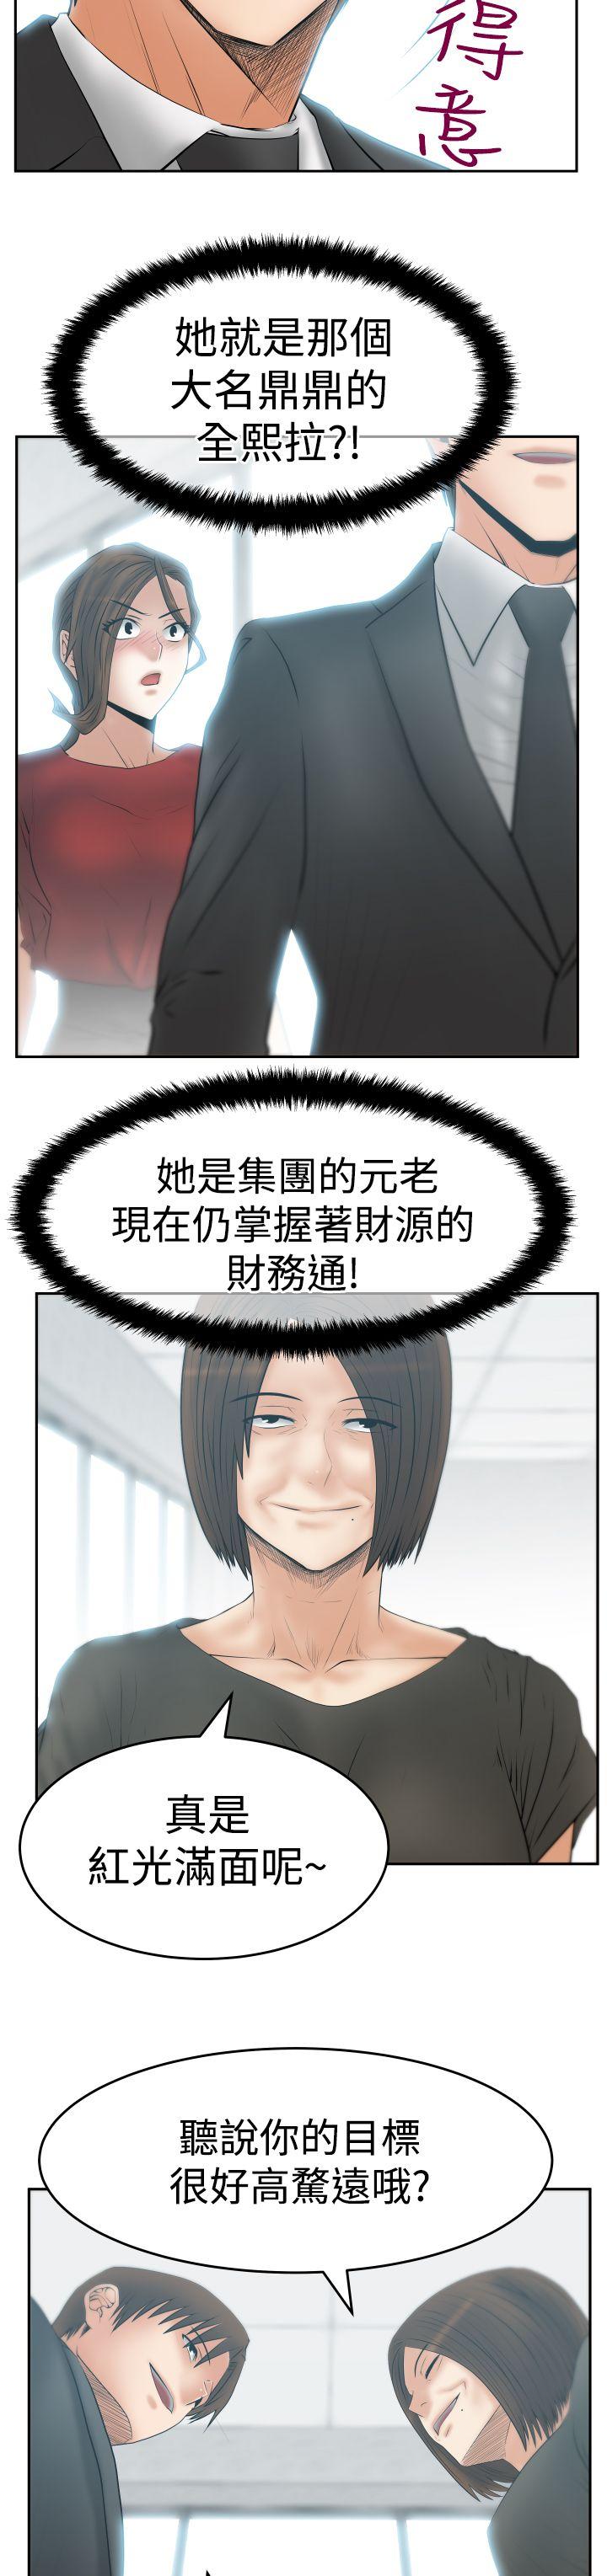 得
意
她就是那個
大名鼎鼎的
全熙拉?!
她是集團的元老
現在仍掌握著財源的
財務通!
真是
紅光滿面呢~
聽說你的目標
很好高騖遠哦?